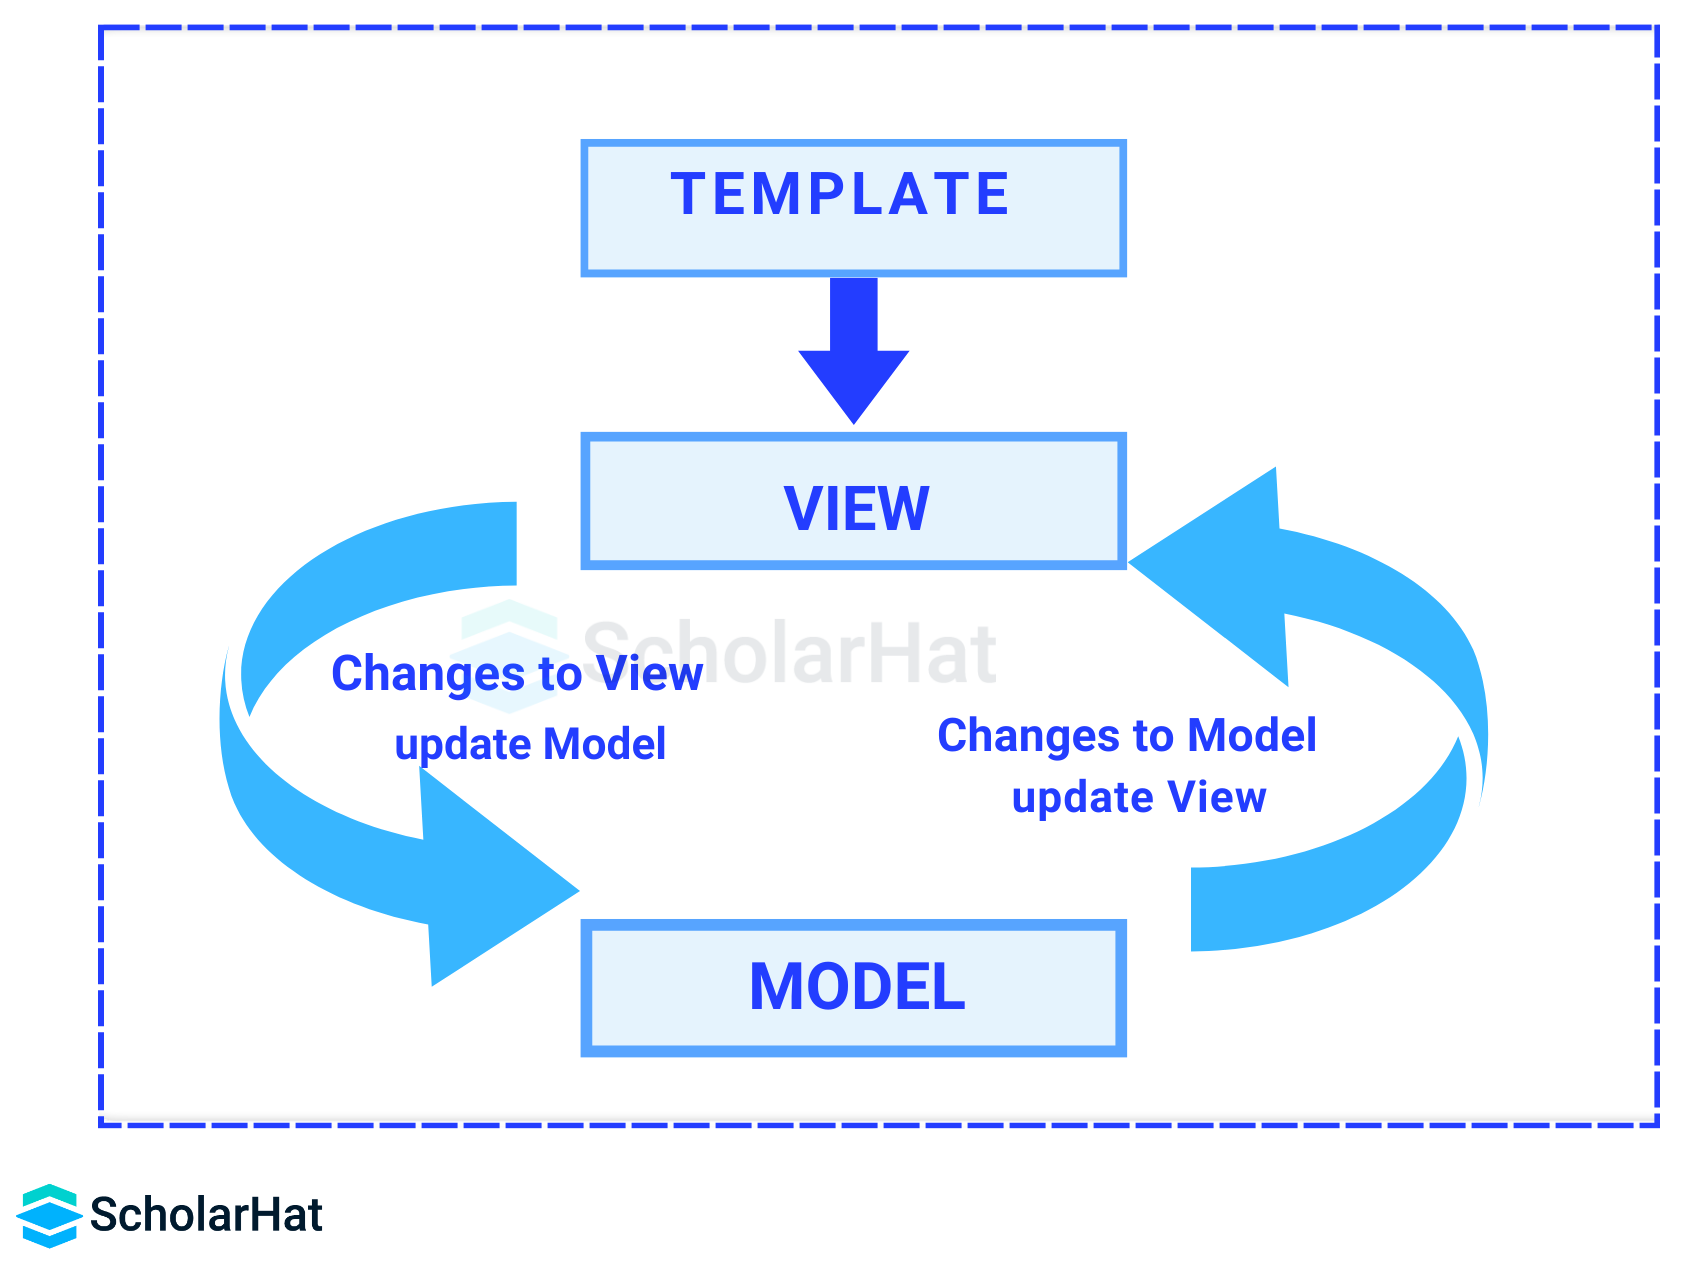 TEMPLATE
VIEW
ScholarHat
Changes to View
update Model
Changes to Model
update View
MODEL
ScholarHat